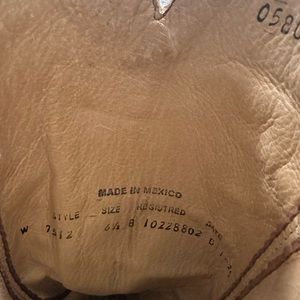 0580
MADE IN MEXICO
STYLE SIZE REGISTRED
W 7512 6½ B 10228802 D